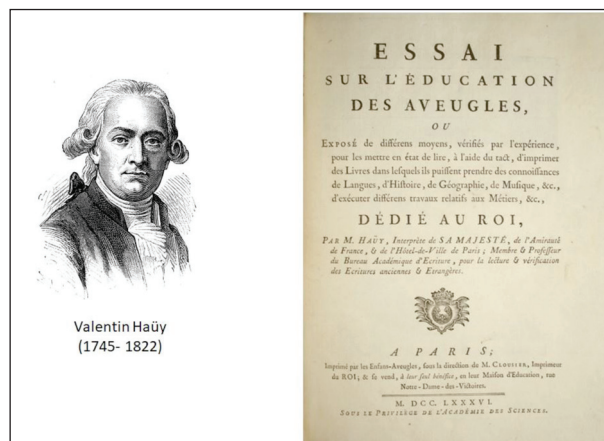 Valentin Haüy
(1745- 1822)
ESSAI
SUR L'ÉDUCATION
DES AVEUGLES,
OU
EXPOSÉ de différens moyens, vérifiés par l'expérience,
pour les mettre en état de lire, à l'aide du tact, d'imprimer
des Livres dans lesquels ils puissent prendre des connoissances
de Langues, d'Histoire, de Géographie, de Musique, &c.,
d'exécuter différens travaux relatifs aux Métiers, &c.,
DÉDIÉ AU ROI,
PAR M. HAÜY, Interprète de SA MAJESTÉ, de l'Amirauté
de France, & de l'Hôtel-de-Ville de Paris; Membre & Professeur
du Bureau Académique d'Ecriture, pour la lecture & vérification
des Ecritures anciennes & Etrangères.
A PARIS;
Imprimé par les Enfans-Aveugles, sous la direction de M. CLOUSIER, Imprimeur
du ROI; & se vend, à leur seul bénéfice, en leur Maison d'Education, rue
Notre-Dame-des-Victoires.
M. DCC. LXXXVI.
SOUS LE PRIVILÉGE DE L'ACADÉMIE DES SCIENCES.